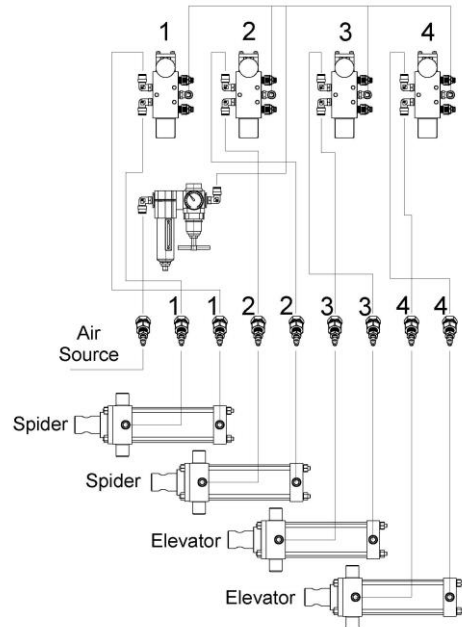 1 2 3 4
1 1 2 2 3 3 4 4
Air
Source
Spider
Spider
Elevator
Elevator